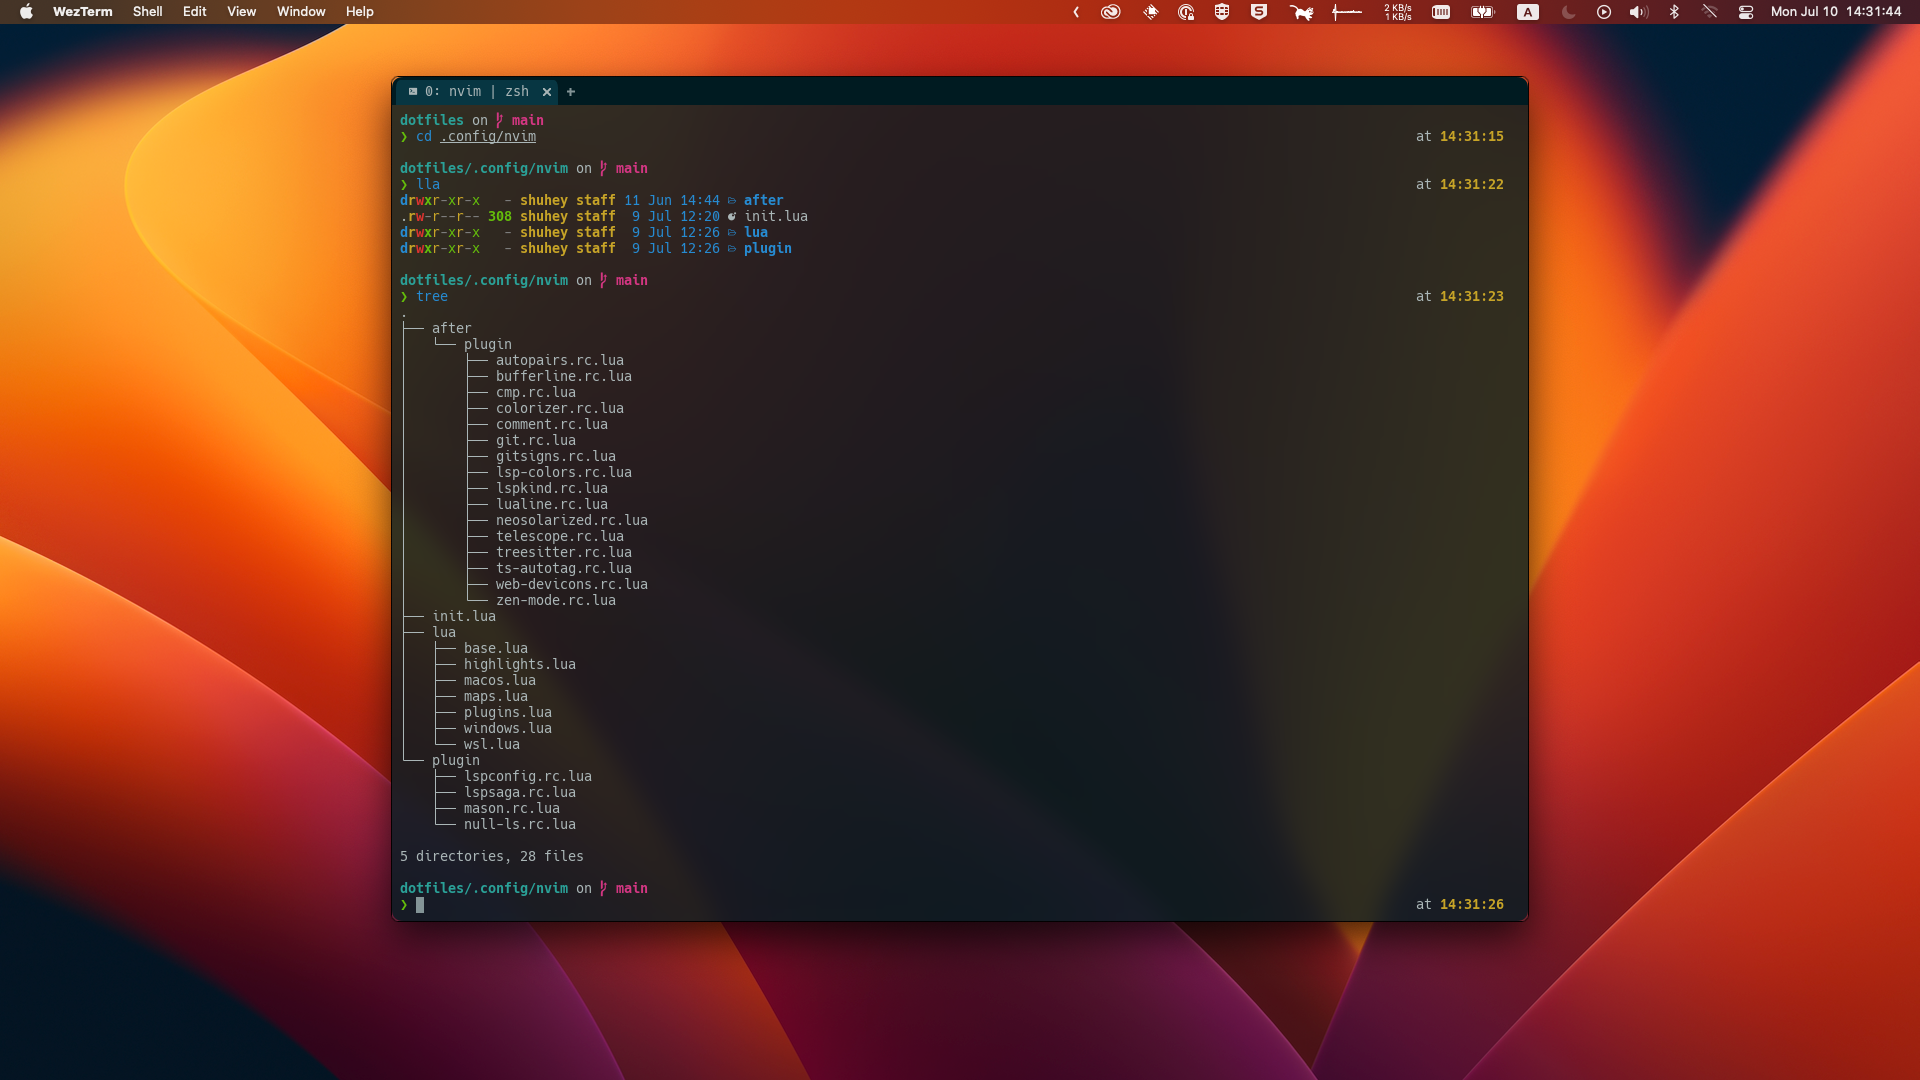 WezTerm Shell Edit View Window Help
2 KB/s
1 KB/s
A
Mon Jul 10 14:31:44
0: nvim | zsh
dotfiles on main
❯ cd .config/nvim at 14:31:15
dotfiles/.config/nvim on main
❯ lla at 14:31:22
drwxr-xr-x - shuhey staff 11 Jun 14:44 after
.rw-r--r-- 308 shuhey staff 9 Jul 12:20 init.lua
drwxr-xr-x - shuhey staff 9 Jul 12:26 lua
drwxr-xr-x - shuhey staff 9 Jul 12:26 plugin
dotfiles/.config/nvim on main
❯ tree at 14:31:23
.
├── after
│   └── plugin
│       ├── autopairs.rc.lua
│       ├── bufferline.rc.lua
│       ├── cmp.rc.lua
│       ├── colorizer.rc.lua
│       ├── comment.rc.lua
│       ├── git.rc.lua
│       ├── gitsigns.rc.lua
│       ├── lsp-colors.rc.lua
│       ├── lspkind.rc.lua
│       ├── lualine.rc.lua
│       ├── neosolarized.rc.lua
│       ├── telescope.rc.lua
│       ├── treesitter.rc.lua
│       ├── ts-autotag.rc.lua
│       ├── web-devicons.rc.lua
│       └── zen-mode.rc.lua
├── init.lua
├── lua
│   ├── base.lua
│   ├── highlights.lua
│   ├── macos.lua
│   ├── maps.lua
│   ├── plugins.lua
│   ├── windows.lua
│   └── wsl.lua
└── plugin
    ├── lspconfig.rc.lua
    ├── lspsaga.rc.lua
    ├── mason.rc.lua
    └── null-ls.rc.lua
5 directories, 28 files
dotfiles/.config/nvim on main
❯ at 14:31:26